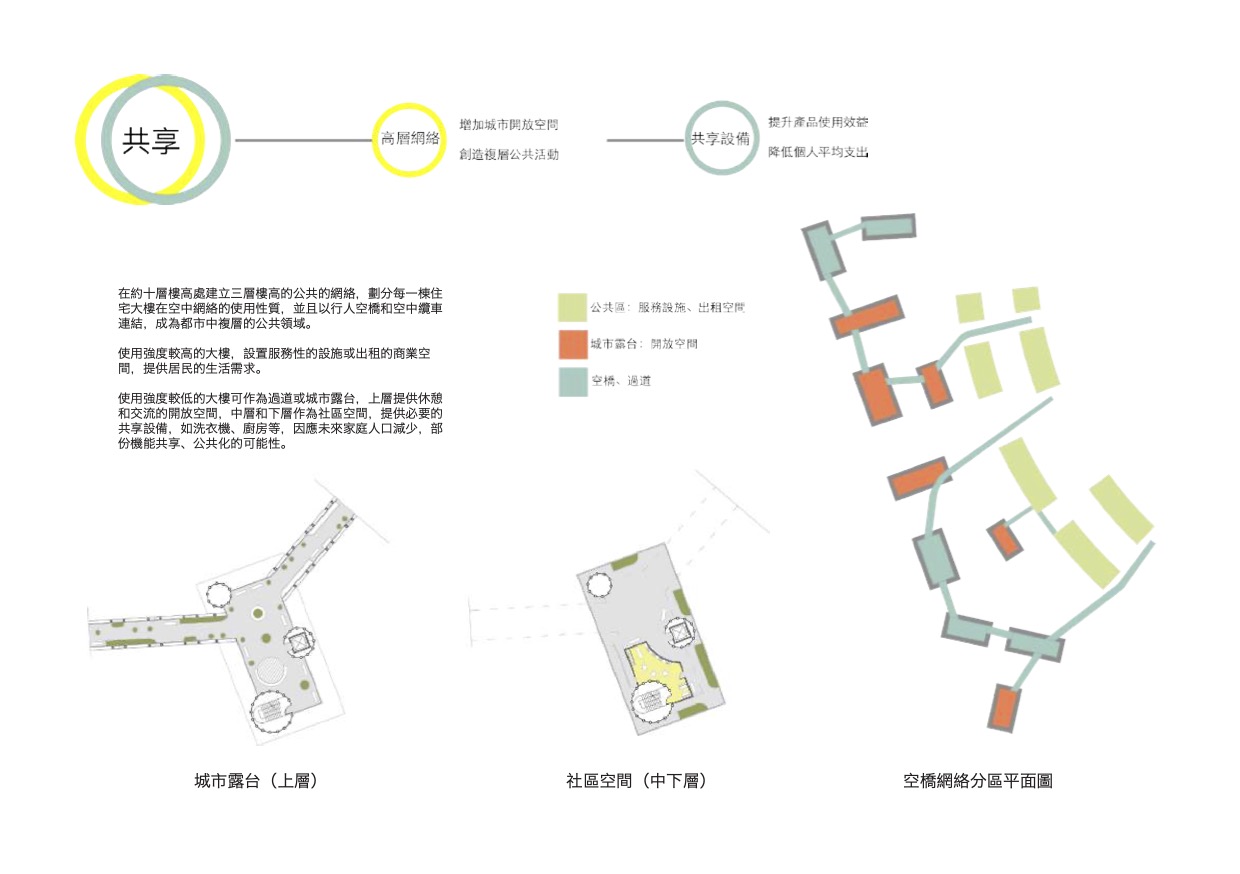 共享
高層網絡
增加城市開放空間
創造複層公共活動
共享設備
提升產品使用效益
降低個人平均支出
在約十層樓高處建立三層樓高的公共的網絡，劃分每一棟住
宅大樓在空中網絡的使用性質，並且以行人空橋和空中纜車
連結，成為都市中複層的公共領域。
使用強度較高的大樓，設置服務性的設施或出租的商業空
間，提供居民的生活需求。
使用強度較低的大樓可作為過道或城市露台，上層提供休憩
和交流的開放空間，中層和下層作為社區空間，提供必要的
共享設備，如洗衣機、廚房等，因應未來家庭人口減少，部
份機能共享、公共化的可能性。
公共區：服務設施、出租空間
城市露台：開放空間
空橋、過道
城市露台（上層）
社區空間（中下層）
空橋網絡分區平面圖